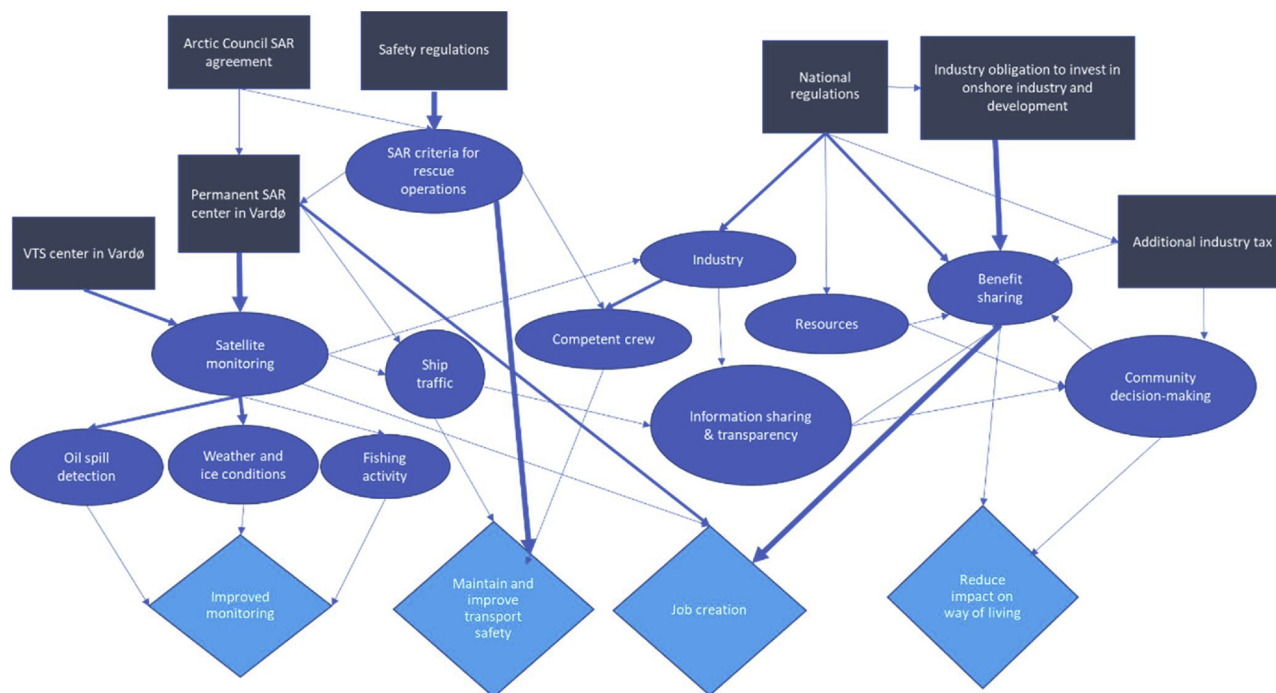 Arctic Council SAR
agreement
Safety regulations
National
regulations
Industry obligation to invest in
onshore industry and
development
SAR criteria for
rescue
operations
Permanent SAR
center in Vardø
VTS center in Vardø
Additional industry tax
Industry
Benefit
sharing
Resources
Satellite
monitoring
Competent crew
Ship
traffic
Community
decision-making
Information sharing
& transparency
Oil spill
detection
Weather and
ice conditions
Fishing
activity
Improved
monitoring
Maintain and
improve
transport
safety
Job creation
Reduce
impact on
way of living